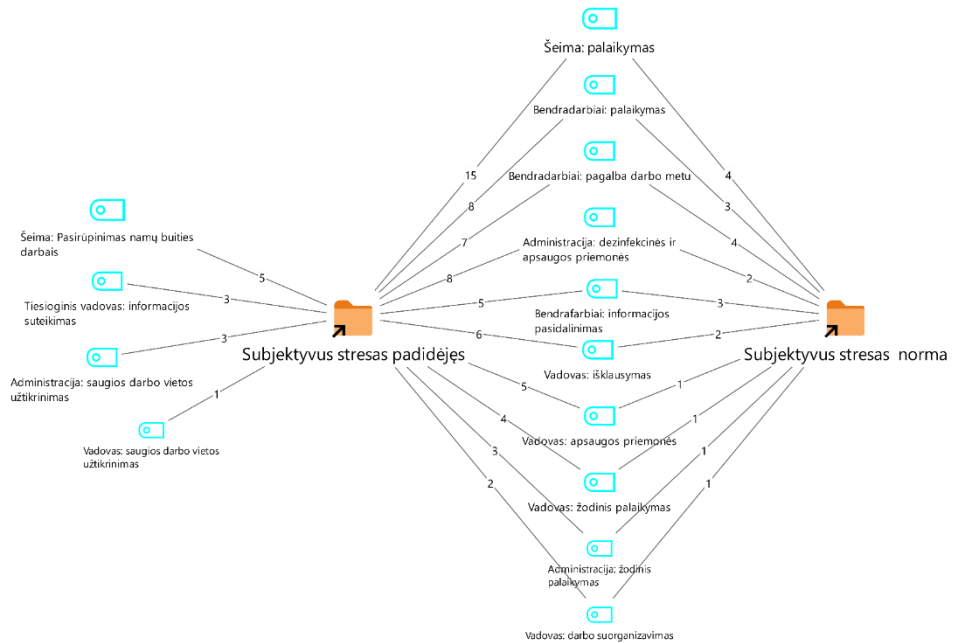 Šeima: palaikymas
Bendradarbiai: palaikymas
15
4
8
3
Bendradarbiai: pagalba darbo metu
7
4
Šeima: Pasirūpinimas namų buities
darbais
Administracija: dezinfekcinės ir
apsaugos priemonės
5
8
2
Tiesioginis vadovas: informacijos
suteikimas
3
5
3
Bendrafarbiai: informacijos
pasidalinimas
3
6
2
Subjektyvus stresas padidėjęs
Subjektyvus stresas norma
Administracija: saugios darbo vietos
užtikrinimas
Vadovas: išklausymas
1
5
1
Vadovas: saugios darbo vietos
užtikrinimas
Vadovas: apsaugos priemonės
4
1
3
1
2
1
Vadovas: žodinis palaikymas
Administracija: žodinis
palaikymas
Vadovas: darbo suorganizavimas